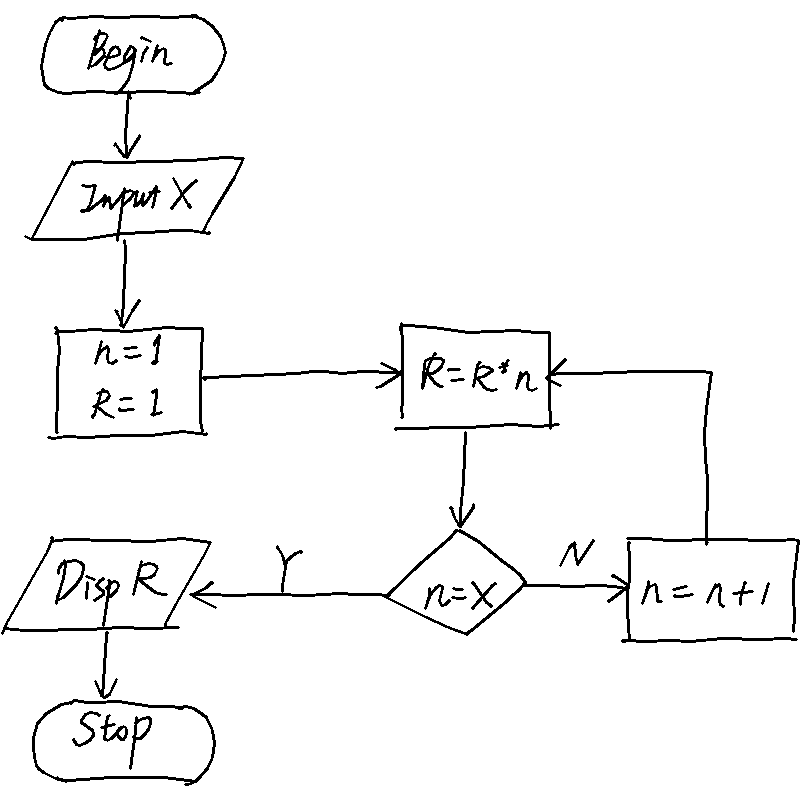 Begin
Input X
n=1
R=1
R=R*n
n=X
Y
N
n=n+1
Disp R
Stop